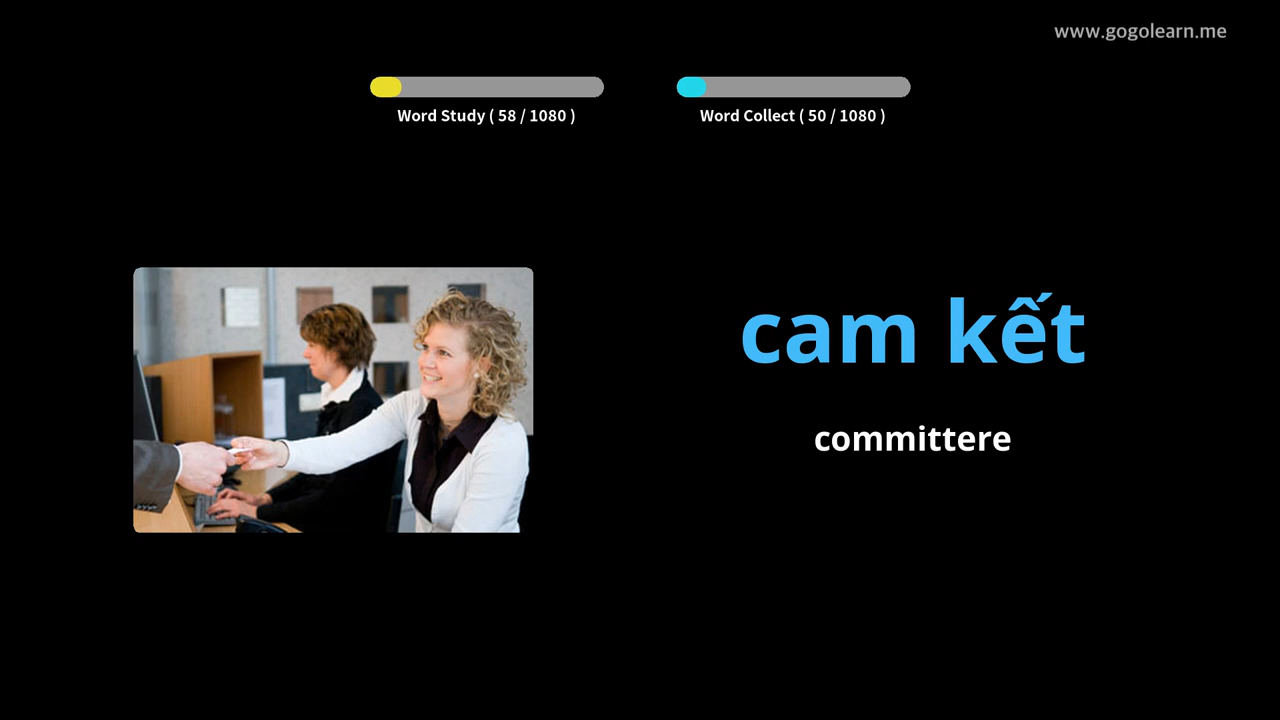 www.gogolearn.me
Word Study ( 58 / 1080 )
Word Collect ( 50 / 1080 )
cam kết
committere